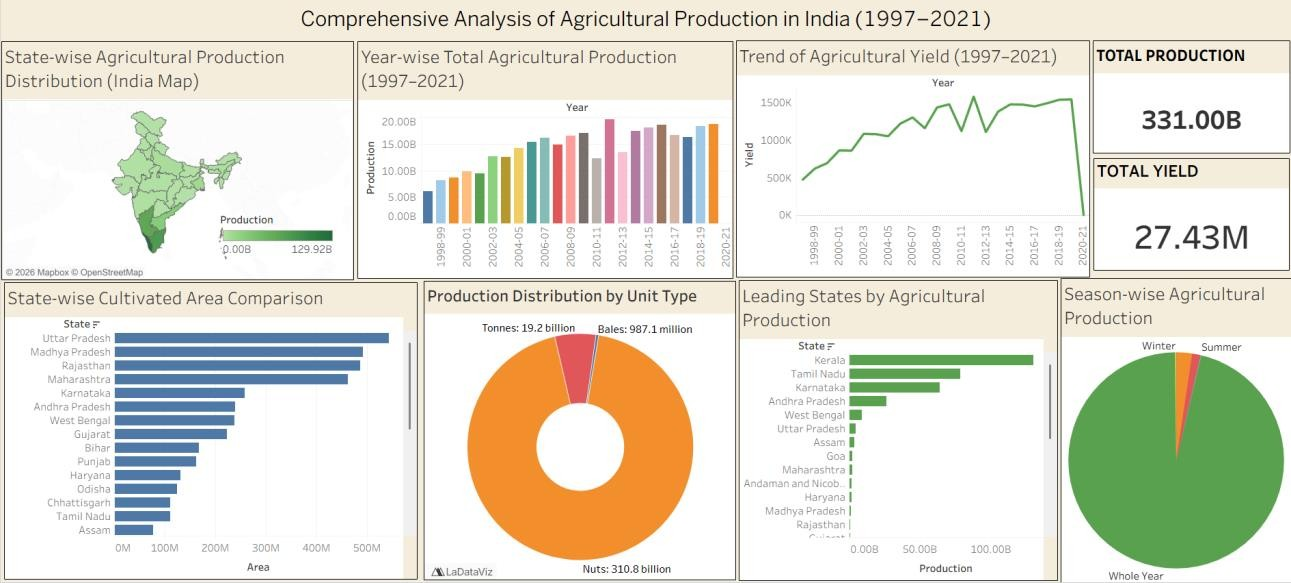 Comprehensive Analysis of Agricultural Production in India (1997–2021)
State-wise Agricultural Production
Distribution (India Map)
Production
0.00B 129.92B
© 2026 Mapbox © OpenStreetMap
Year-wise Total Agricultural Production
(1997–2021)
Year
20.00B
15.00B
10.00B
5.00B
0.00B
Production
1998-99
2000-01
2002-03
2004-05
2006-07
2008-09
2010-11
2012-13
2014-15
2016-17
2018-19
2020-21
Trend of Agricultural Yield (1997–2021)
Year
1500K
1000K
500K
0K
Yield
1998-99
2000-01
2002-03
2004-05
2006-07
2008-09
2010-11
2012-13
2014-15
2016-17
2018-19
2020-21
TOTAL PRODUCTION
331.00B
TOTAL YIELD
27.43M
State-wise Cultivated Area Comparison
State
Uttar Pradesh
Madhya Pradesh
Rajasthan
Maharashtra
Karnataka
Andhra Pradesh
West Bengal
Gujarat
Bihar
Punjab
Haryana
Odisha
Chhattisgarh
Tamil Nadu
Assam
0M 100M 200M 300M 400M 500M
Area
Production Distribution by Unit Type
Tonnes: 19.2 billion Bales: 987.1 million
Nuts: 310.8 billion
LaDataViz
Leading States by Agricultural
Production
State
Kerala
Tamil Nadu
Karnataka
Andhra Pradesh
West Bengal
Uttar Pradesh
Assam
Goa
Maharashtra
Andaman and Nicob..
Haryana
Madhya Pradesh
Rajasthan
Gujarat
0.00B 50.00B 100.00B
Production
Season-wise Agricultural
Production
Winter Summer
Whole Year